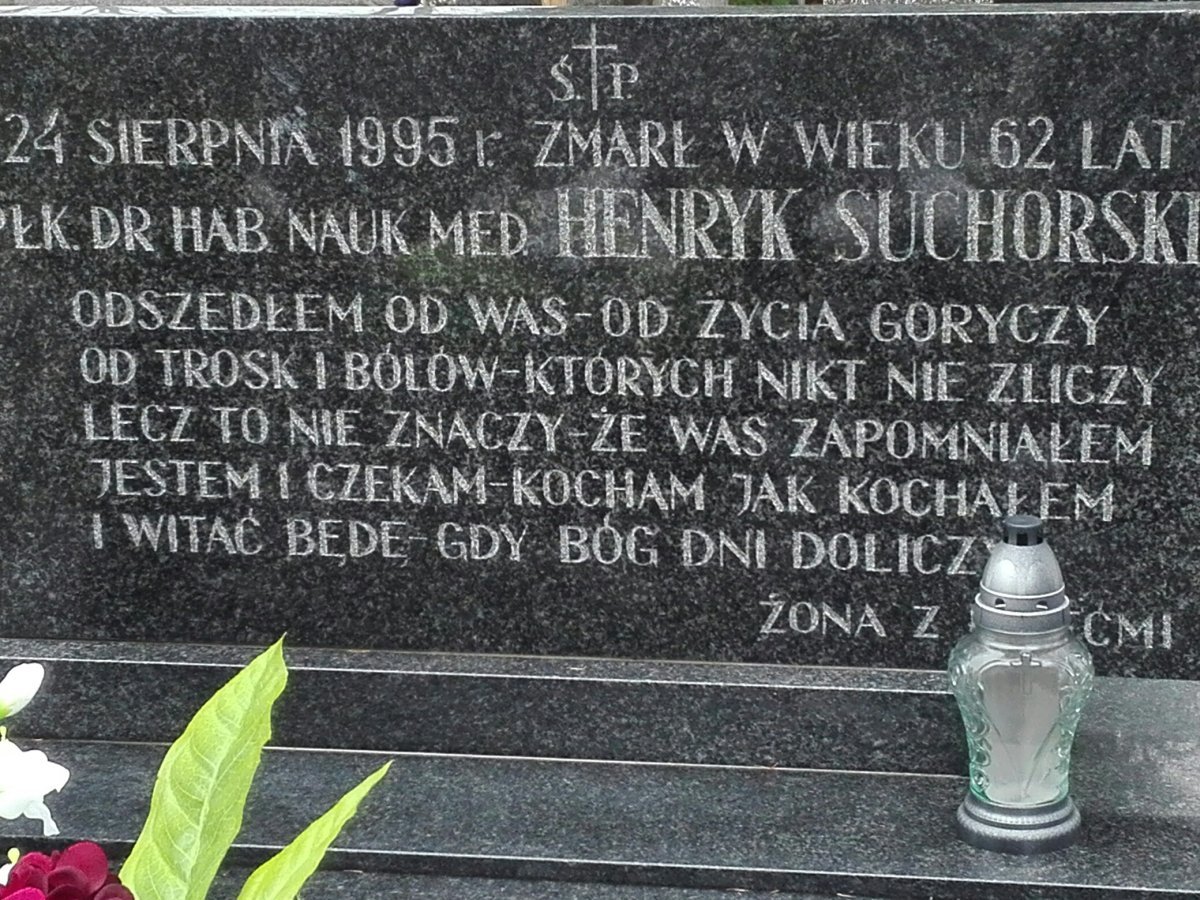 Ś.†P
24 SIERPNIA 1995 r. ZMARŁ W WIEKU 62 LAT
PŁK. DR HAB. NAUK MED. HENRYK SUCHORSKI
ODSZEDŁEM OD WAS-OD ŻYCIA GORYCZY
OD TROSK I BÓLÓW-KTÓRYCH NIKT NIE ZLICZY
LECZ TO NIE ZNACZY-ŻE WAS ZAPOMNIAŁEM
JESTEM I CZEKAM-KOCHAM JAK KOCHAŁEM
I WITAĆ BĘDĘ-GDY BÓG DNI DOLICZY
ŻONA Z